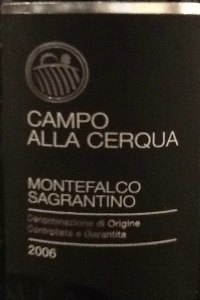 CAMPO
ALLA CERQUA
MONTEFALCO
SAGRANTINO
Denominazione di Origine
Controllata e Garantita
2006